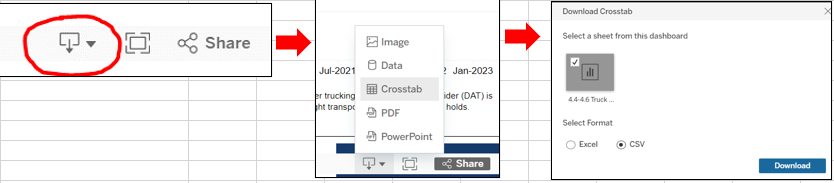 Share
Image
Data
Crosstab
PDF
PowerPoint
Jul-2021
2 Jan-2023
er trucking
ider (DAT) is
ght transpo
holds.
Share
Download Crosstab
Select a sheet from this dashboard
4.4-4.6 Truck ...
Select Format
Excel
CSV
Download